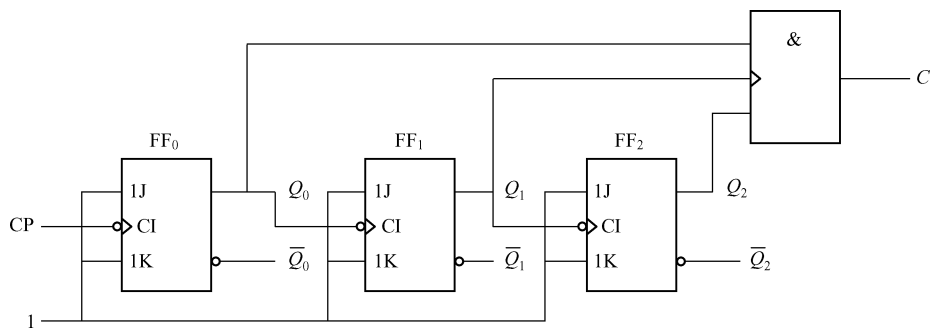 &
C
FF₀
FF₁
FF₂
1J
Q₀
1J
Q₁
1J
Q₂
CP
CI
CI
CI
1K
Q̅₀
1K
Q̅₁
1K
Q̅₂
1